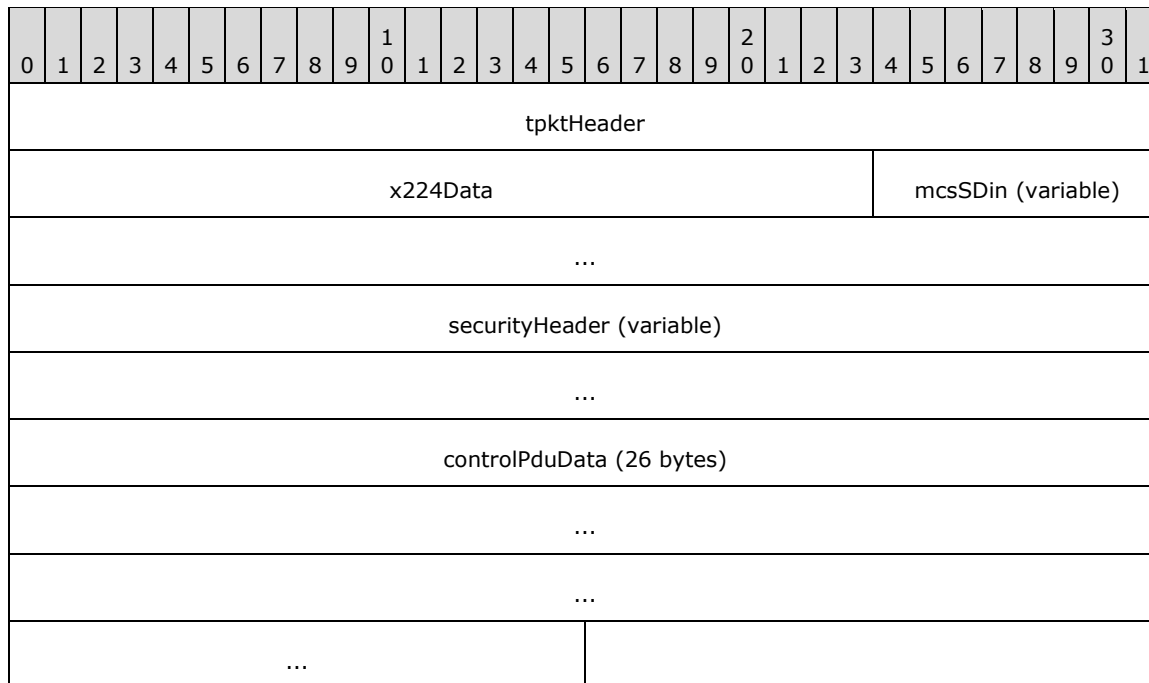 1 2 3
0 1 2 3 4 5 6 7 8 9 0 1 2 3 4 5 6 7 8 9 0 1 2 3 4 5 6 7 8 9 0 1
tpktHeader
x224Data mcsSDin (variable)
...
securityHeader (variable)
...
controlPduData (26 bytes)
...
...
...